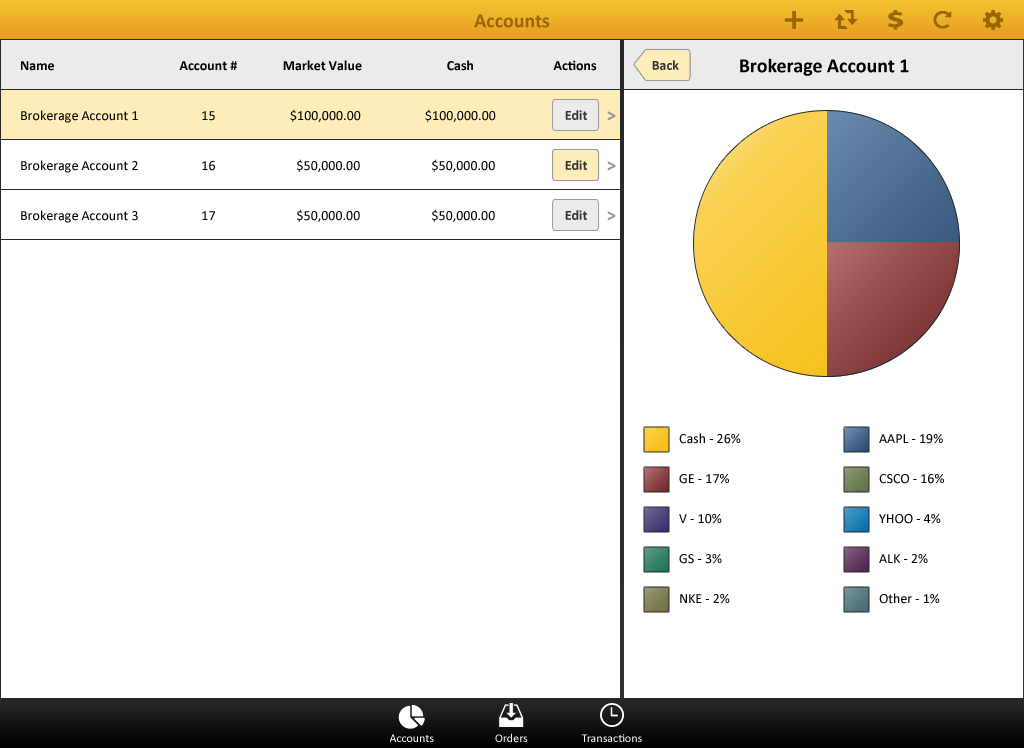 Accounts
Name Account # Market Value Cash Actions
Brokerage Account 1 15 $100,000.00 $100,000.00 Edit >
Brokerage Account 2 16 $50,000.00 $50,000.00 Edit >
Brokerage Account 3 17 $50,000.00 $50,000.00 Edit >
Back Brokerage Account 1
Cash - 26% AAPL - 19%
GE - 17% CSCO - 16%
V - 10% YHOO - 4%
GS - 3% ALK - 2%
NKE - 2% Other - 1%
Accounts Orders Transactions